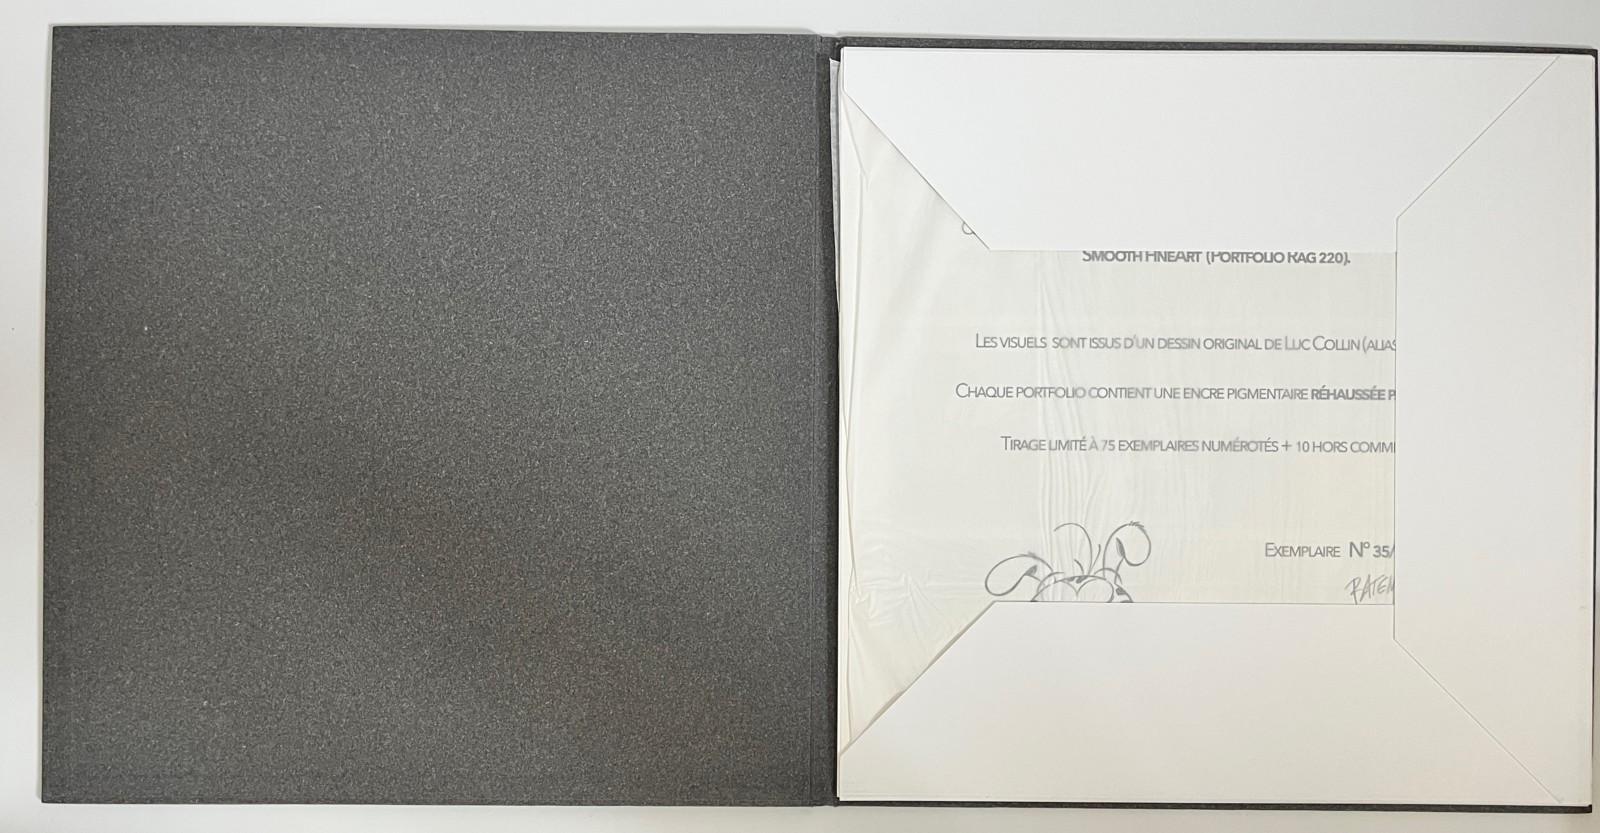 SMOOTH FINEART (PORTFOLIO RAG 220).
LES VISUELS SONT ISSUS D'UN DESSIN ORIGINAL DE LUC COLLIN (ALIAS
CHAQUE PORTFOLIO CONTIENT UNE ENCRE PIGMENTAIRE RÉHAUSSÉE P
TIRAGE LIMITÉ À 75 EXEMPLAIRES NUMÉROTÉS + 10 HORS COMM
EXEMPLAIRE N° 35/
BATEM